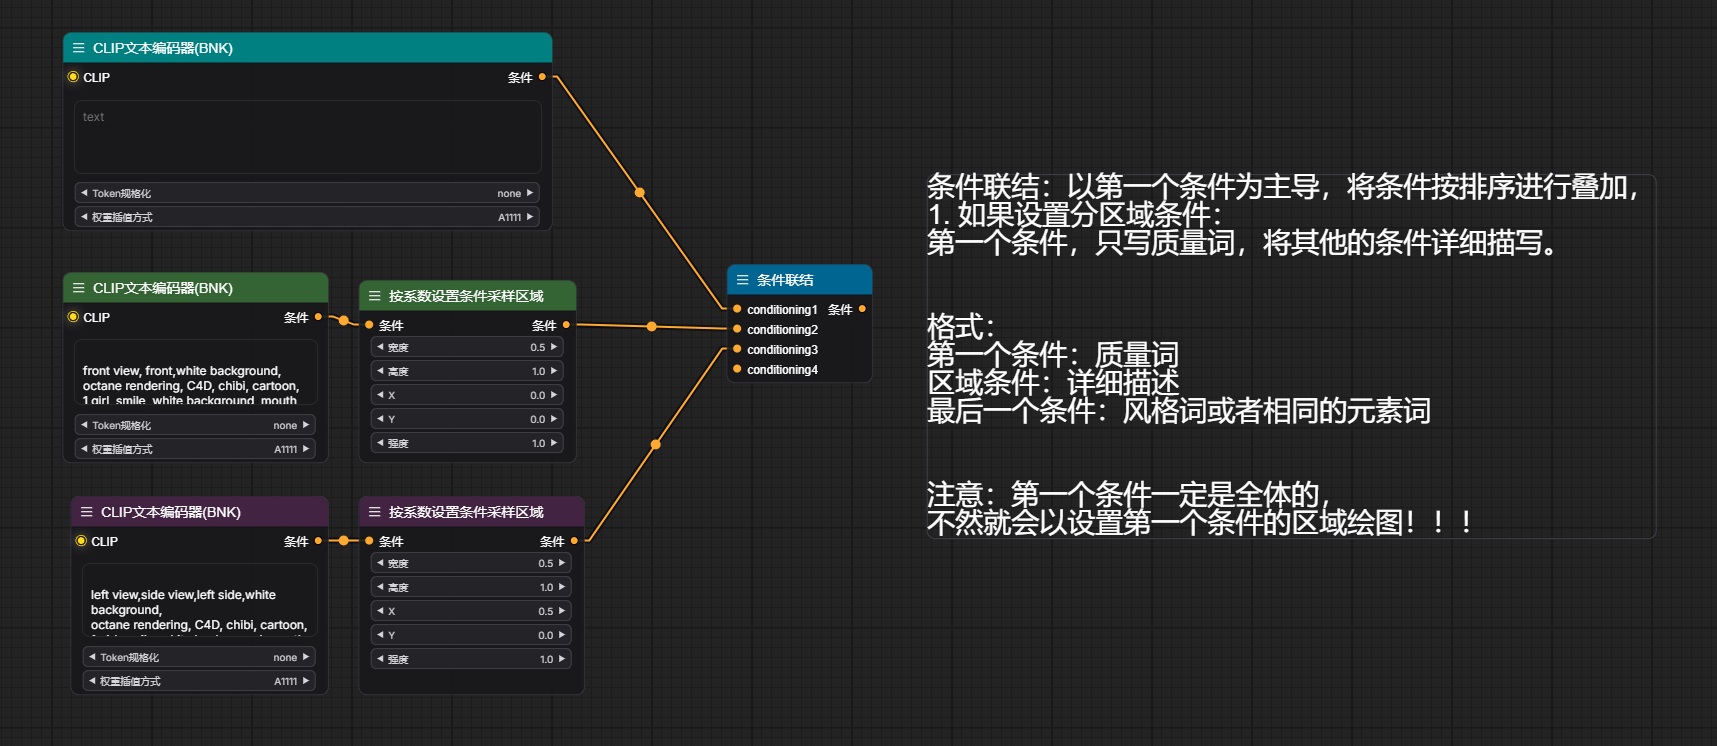 CLIP文本编码器(BNK)
CLIP
条件
text
Token规格化
none
权重插值方式
A1111
CLIP文本编码器(BNK)
CLIP
条件
front view, front,white background,
octane rendering, C4D, chibi, cartoon,
1 girl, smile, white background, mouth
Token规格化
none
权重插值方式
A1111
按系数设置条件采样区域
条件
条件
宽度
0.5
高度
1.0
X
0.0
Y
0.0
强度
1.0
CLIP文本编码器(BNK)
CLIP
条件
left view,side view,left side,white
background,
octane rendering, C4D, chibi, cartoon,
Token规格化
none
权重插值方式
A1111
按系数设置条件采样区域
条件
条件
宽度
0.5
高度
1.0
X
0.5
Y
0.0
强度
1.0
条件联结
conditioning1
条件
conditioning2
conditioning3
conditioning4
条件联结：以第一个条件为主导，将条件按排序进行叠加，
1. 如果设置分区域条件：
第一个条件，只写质量词，将其他的条件详细描写。
格式：
第一个条件：质量词
区域条件：详细描述
最后一个条件：风格词或者相同的元素词
注意：第一个条件一定是全体的，
不然就会以设置第一个条件的区域绘图！！！